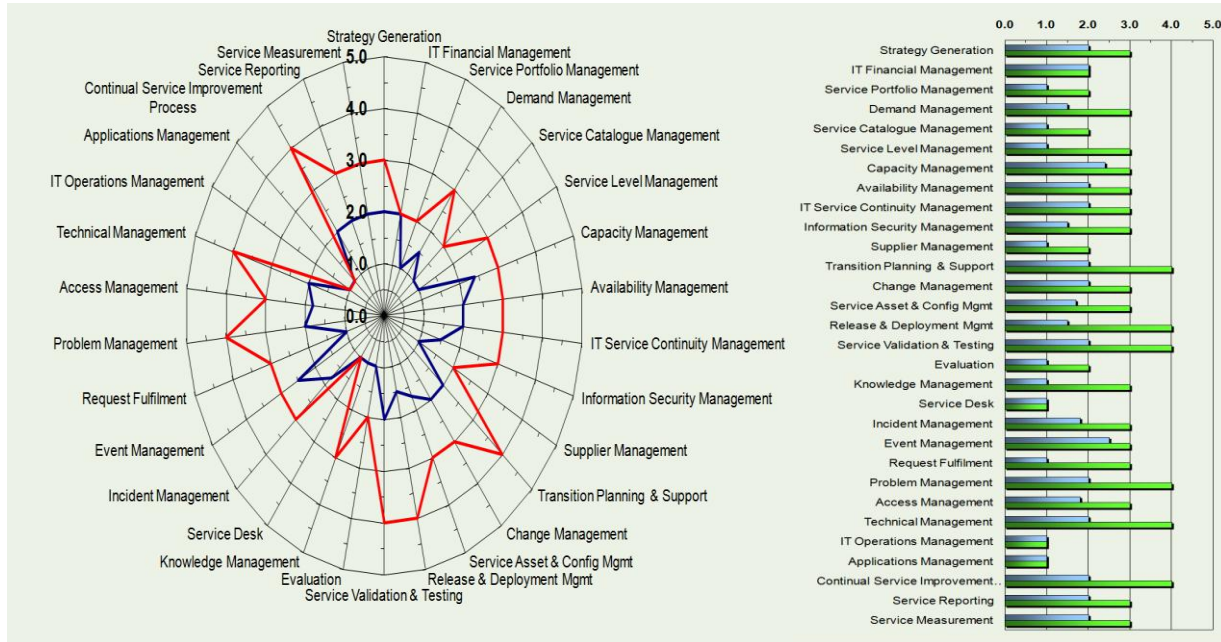 Strategy Generation
Service Measurement
IT Financial Management
Service Reporting
Service Portfolio Management
Continual Service Improvement
Process
Demand Management
Applications Management
Service Catalogue Management
IT Operations Management
Service Level Management
Technical Management
Capacity Management
Access Management
Availability Management
Problem Management
IT Service Continuity Management
Request Fulfilment
Information Security Management
Event Management
Supplier Management
Incident Management
Transition Planning & Support
Service Desk
Change Management
Knowledge Management
Service Asset & Config Mgmt
Evaluation
Release & Deployment Mgmt
Service Validation & Testing
5.0
4.0
3.0
2.0
1.0
0.0
0.0 1.0 2.0 3.0 4.0 5.0
Strategy Generation
IT Financial Management
Service Portfolio Management
Demand Management
Service Catalogue Management
Service Level Management
Capacity Management
Availability Management
IT Service Continuity Management
Information Security Management
Supplier Management
Transition Planning & Support
Change Management
Service Asset & Config Mgmt
Release & Deployment Mgmt
Service Validation & Testing
Evaluation
Knowledge Management
Service Desk
Incident Management
Event Management
Request Fulfilment
Problem Management
Access Management
Technical Management
IT Operations Management
Applications Management
Continual Service Improvement..
Service Reporting
Service Measurement